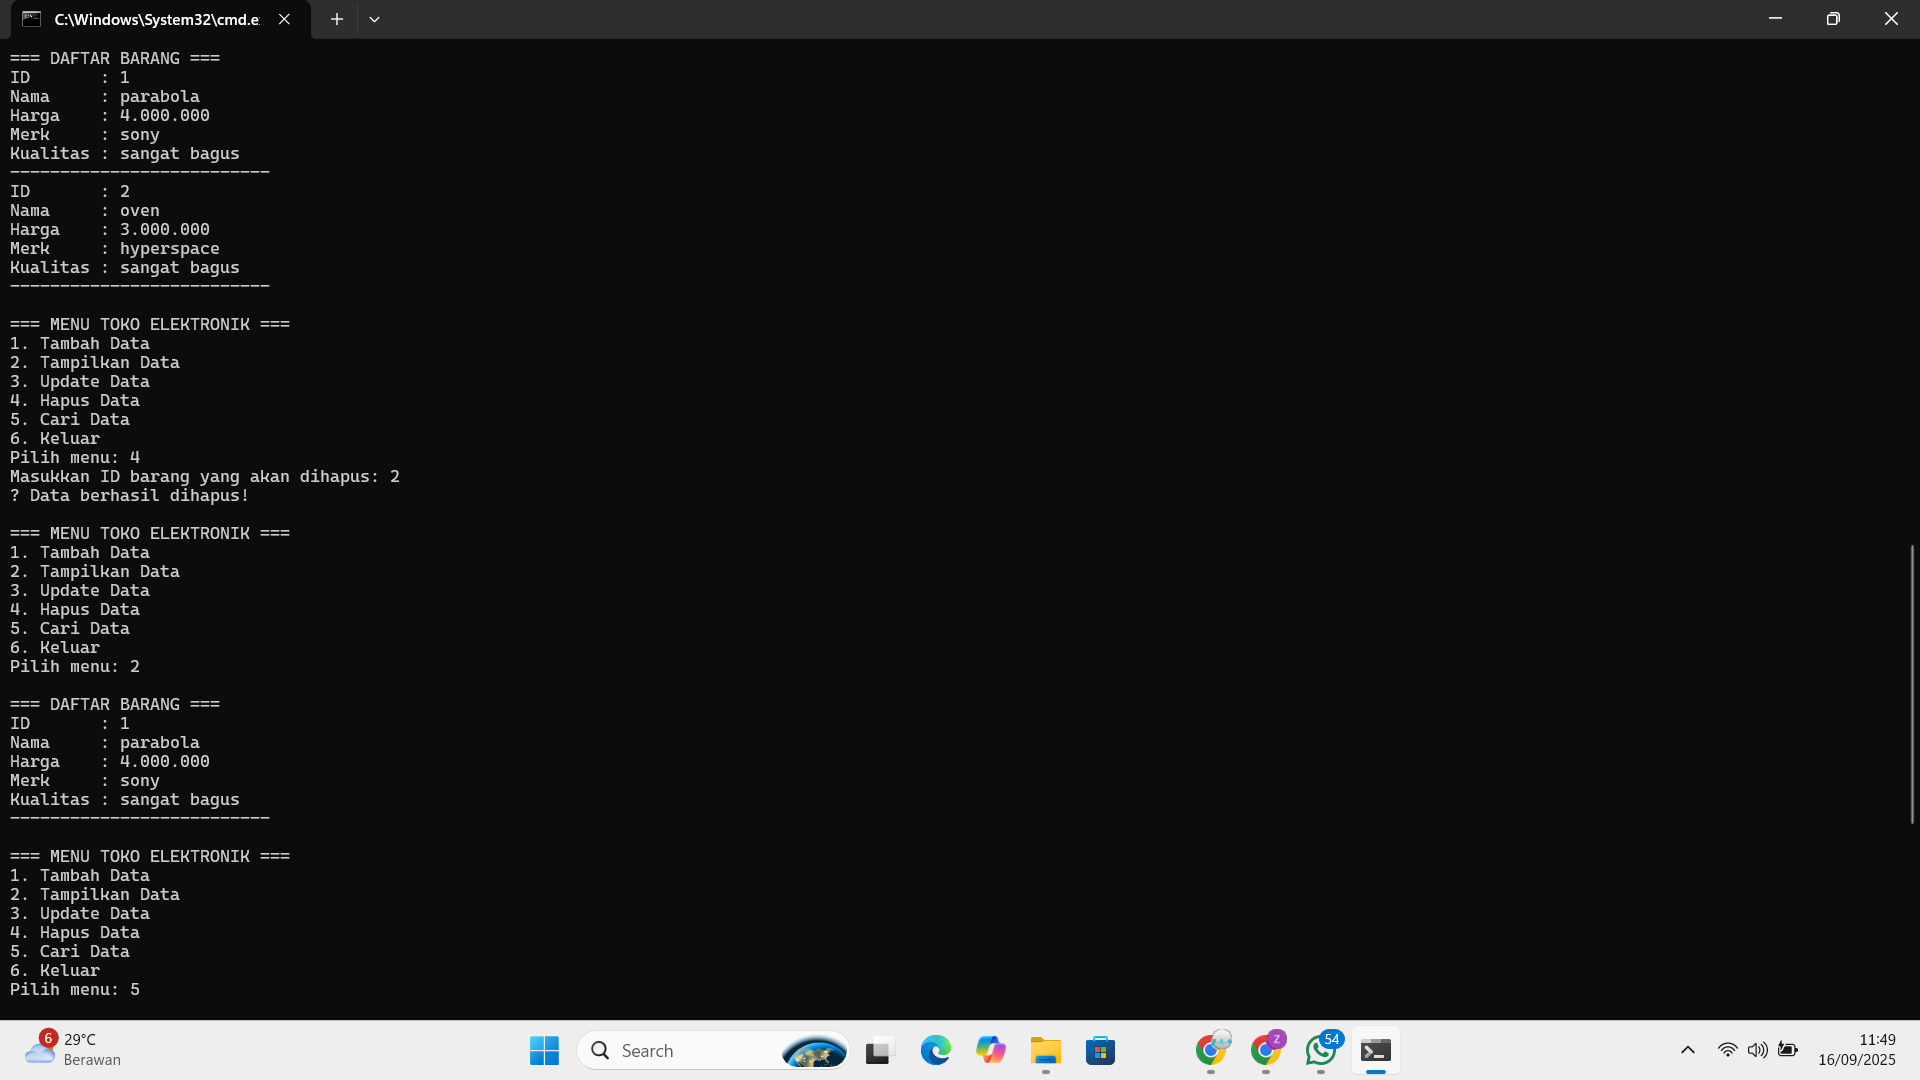 C:\Windows\System32\cmd.e
=== DAFTAR BARANG ===
ID       : 1
Nama     : parabola
Harga    : 4.000.000
Merk     : sony
Kualitas : sangat bagus
--------------------------
ID       : 2
Nama     : oven
Harga    : 3.000.000
Merk     : hyperspace
Kualitas : sangat bagus
--------------------------
=== MENU TOKO ELEKTRONIK ===
1. Tambah Data
2. Tampilkan Data
3. Update Data
4. Hapus Data
5. Cari Data
6. Keluar
Pilih menu: 4
Masukkan ID barang yang akan dihapus: 2
? Data berhasil dihapus!
=== MENU TOKO ELEKTRONIK ===
1. Tambah Data
2. Tampilkan Data
3. Update Data
4. Hapus Data
5. Cari Data
6. Keluar
Pilih menu: 2
=== DAFTAR BARANG ===
ID       : 1
Nama     : parabola
Harga    : 4.000.000
Merk     : sony
Kualitas : sangat bagus
--------------------------
=== MENU TOKO ELEKTRONIK ===
1. Tambah Data
2. Tampilkan Data
3. Update Data
4. Hapus Data
5. Cari Data
6. Keluar
Pilih menu: 5
6
29°C
Berawan
Search
Z
54
11:49
16/09/2025